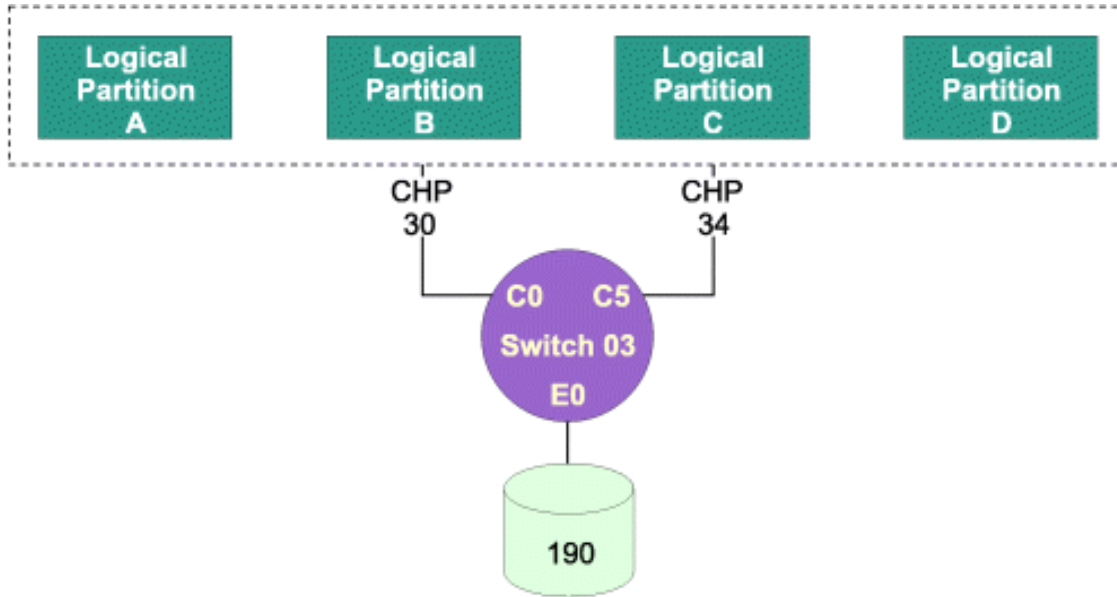 Logical
Partition
A
Logical
Partition
B
Logical
Partition
C
Logical
Partition
D
CHP
30
CHP
34
C0
C5
Switch 03
E0
190